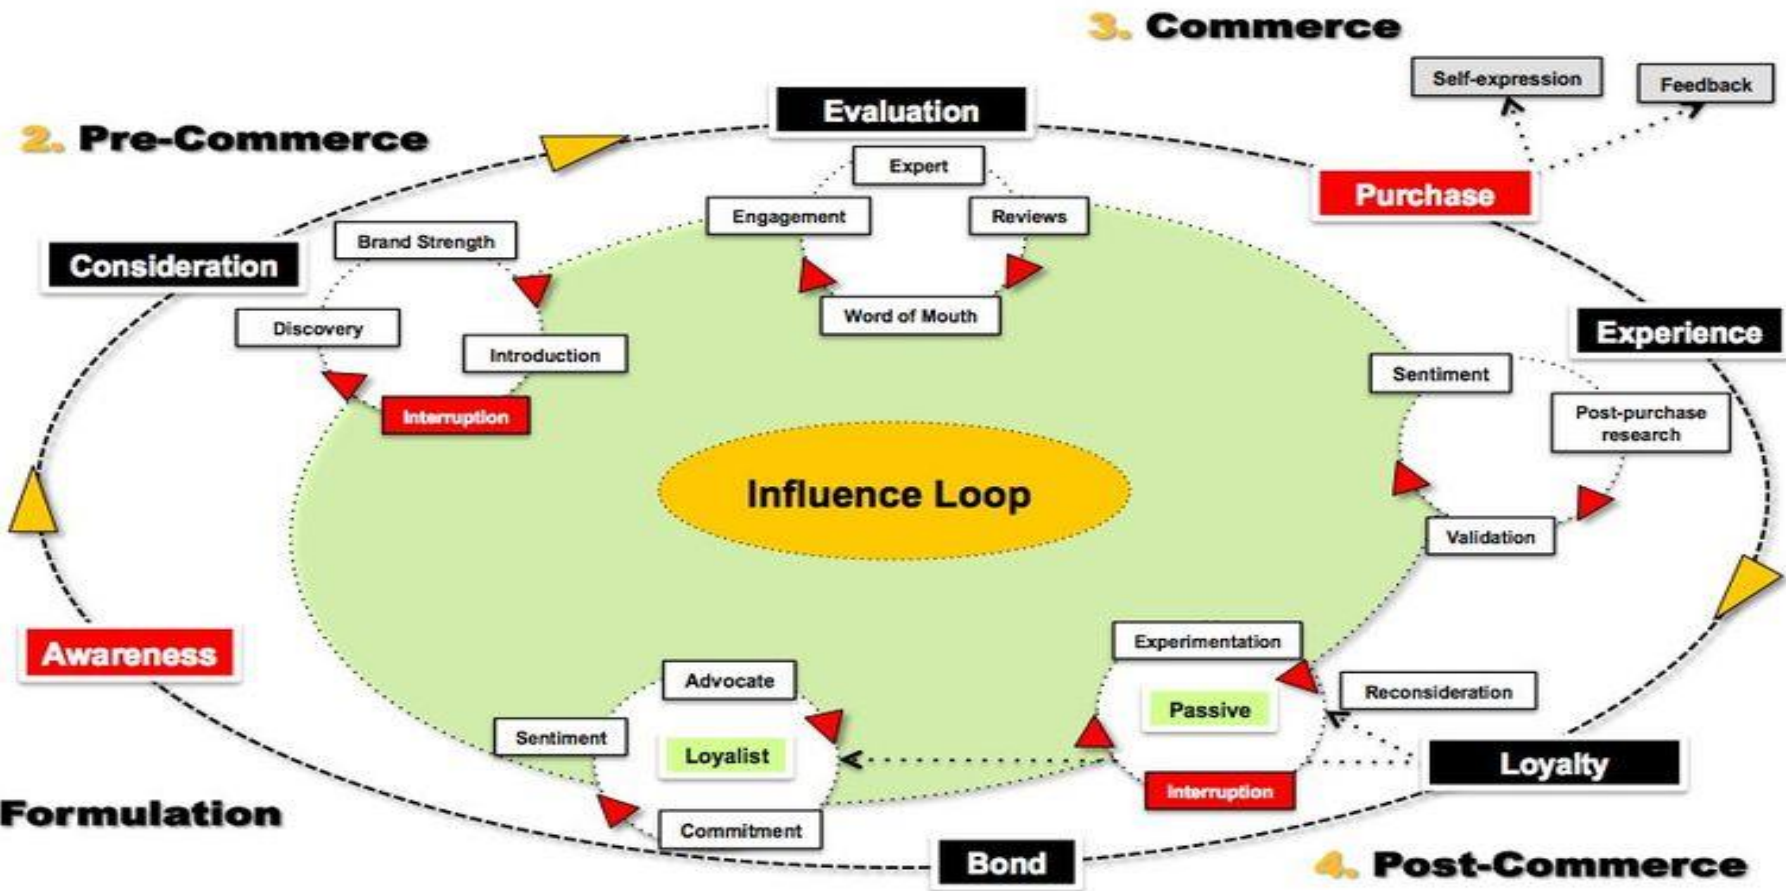 3. Commerce
Self-expression
Feedback
Evaluation
2. Pre-Commerce
Expert
Purchase
Engagement
Reviews
Brand Strength
Consideration
Word of Mouth
Discovery
Experience
Introduction
Sentiment
Interruption
Post-purchase
research
Influence Loop
Validation
Awareness
Experimentation
Advocate
Reconsideration
Passive
Sentiment
Loyalist
Loyalty
Interruption
Formulation
Commitment
Bond
4. Post-Commerce